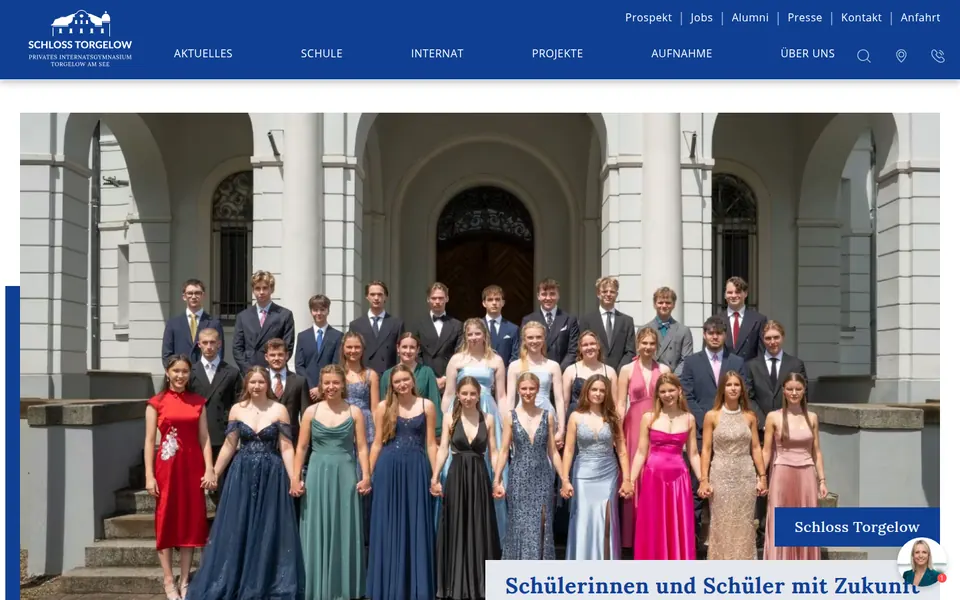 Prospekt | Jobs | Alumni | Presse | Kontakt | Anfahrt
SCHLOSS TORGELOW
PRIVATES INTERNATSGYMNASIUM
TORGELOW AM SEE
AKTUELLES SCHULE INTERNAT PROJEKTE AUFNAHME ÜBER UNS
Schloss Torgelow
Schülerinnen und Schüler mit Zukunft
1